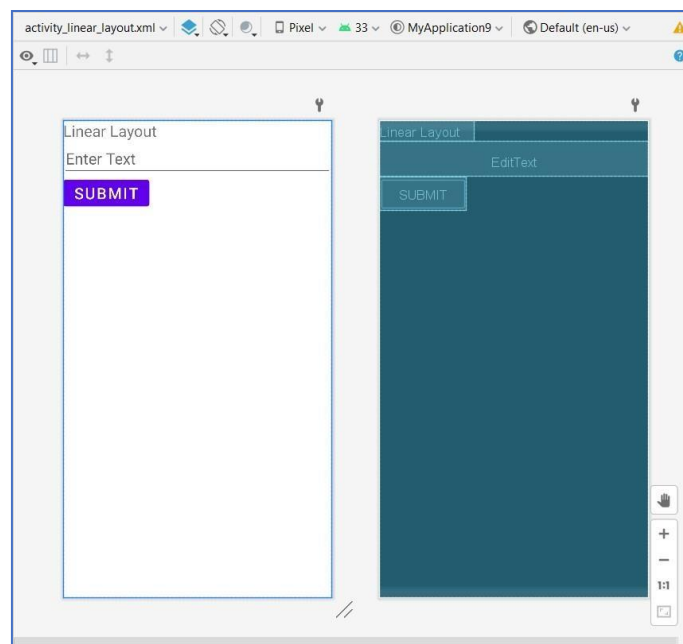 activity_linear_layout.xml Pixel 33 MyApplication9 Default (en-us)
Linear Layout
Enter Text
SUBMIT
Linear Layout
EditText
SUBMIT
1:1